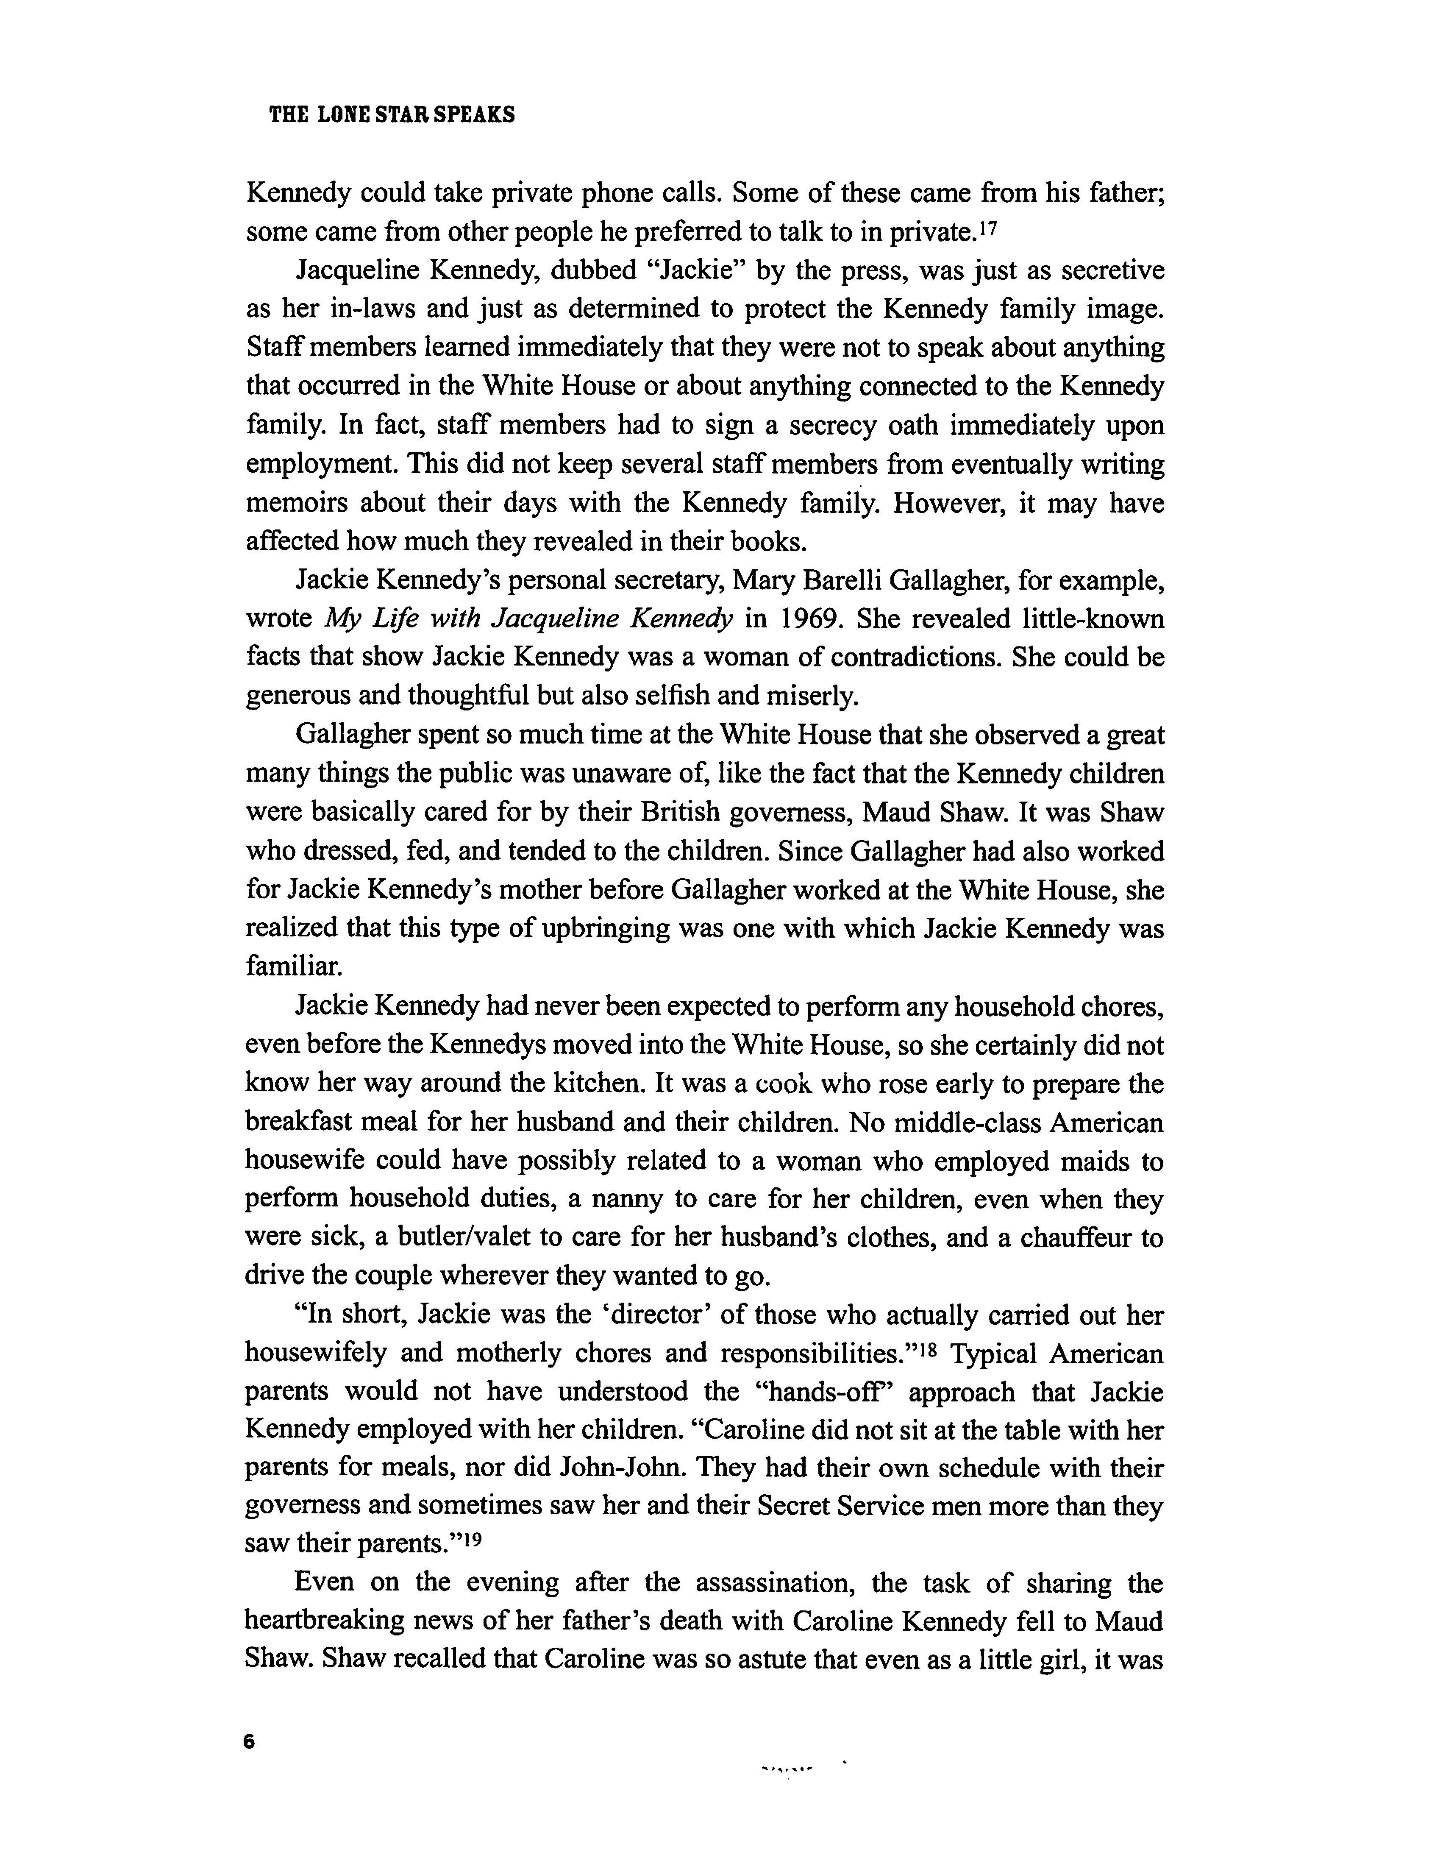 THE LONE STAR SPEAKS
Kennedy could take private phone calls. Some of these came from his father;
some came from other people he preferred to talk to in private.17
Jacqueline Kennedy, dubbed “Jackie” by the press, was just as secretive
as her in-laws and just as determined to protect the Kennedy family image.
Staff members learned immediately that they were not to speak about anything
that occurred in the White House or about anything connected to the Kennedy
family. In fact, staff members had to sign a secrecy oath immediately upon
employment. This did not keep several staff members from eventually writing
memoirs about their days with the Kennedy family. However, it may have
affected how much they revealed in their books.
Jackie Kennedy’s personal secretary, Mary Barelli Gallagher, for example,
wrote My Life with Jacqueline Kennedy in 1969. She revealed little-known
facts that show Jackie Kennedy was a woman of contradictions. She could be
generous and thoughtful but also selfish and miserly.
Gallagher spent so much time at the White House that she observed a great
many things the public was unaware of, like the fact that the Kennedy children
were basically cared for by their British governess, Maud Shaw. It was Shaw
who dressed, fed, and tended to the children. Since Gallagher had also worked
for Jackie Kennedy’s mother before Gallagher worked at the White House, she
realized that this type of upbringing was one with which Jackie Kennedy was
familiar.
Jackie Kennedy had never been expected to perform any household chores,
even before the Kennedys moved into the White House, so she certainly did not
know her way around the kitchen. It was a cook who rose early to prepare the
breakfast meal for her husband and their children. No middle-class American
housewife could have possibly related to a woman who employed maids to
perform household duties, a nanny to care for her children, even when they
were sick, a butler/valet to care for her husband’s clothes, and a chauffeur to
drive the couple wherever they wanted to go.
“In short, Jackie was the ‘director’ of those who actually carried out her
housewifely and motherly chores and responsibilities.”18 Typical American
parents would not have understood the “hands-off” approach that Jackie
Kennedy employed with her children. “Caroline did not sit at the table with her
parents for meals, nor did John-John. They had their own schedule with their
governess and sometimes saw her and their Secret Service men more than they
saw their parents.”19
Even on the evening after the assassination, the task of sharing the
heartbreaking news of her father’s death with Caroline Kennedy fell to Maud
Shaw. Shaw recalled that Caroline was so astute that even as a little girl, it was
6